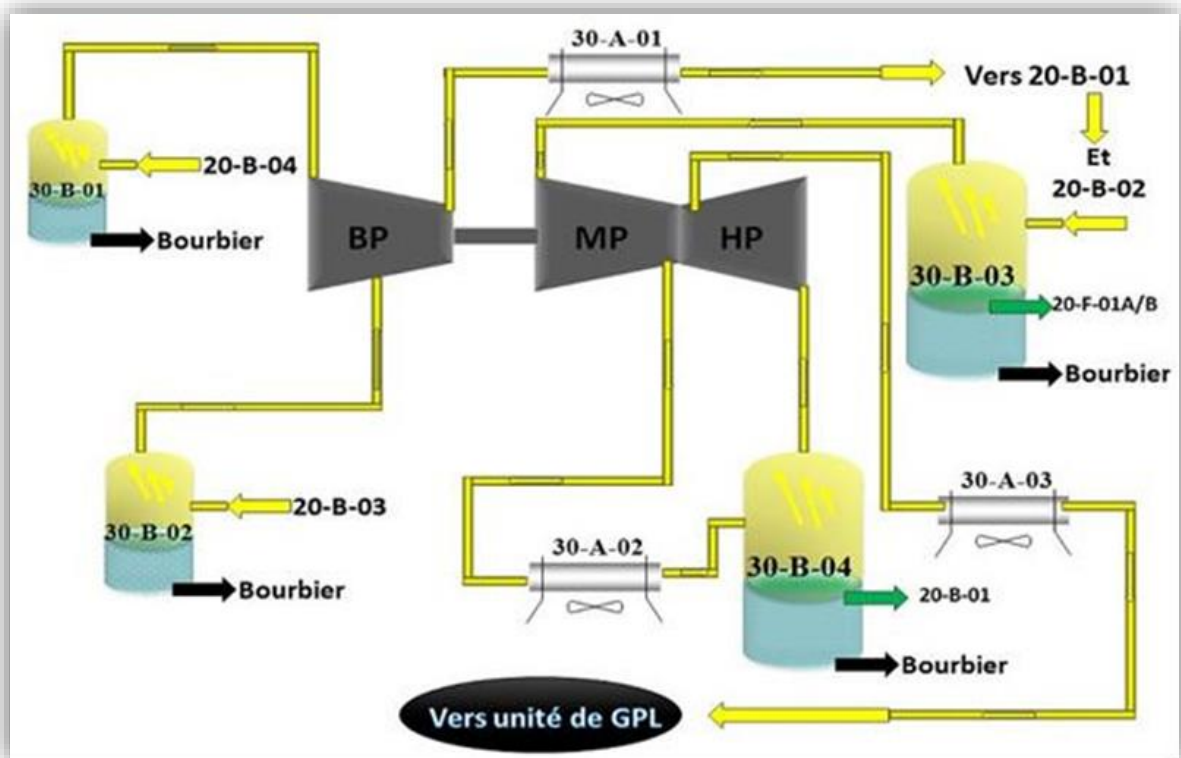 30-A-01
Vers 20-B-01
Et
20-B-02
20-B-04
30-B-01
Bourbier
BP
MP
HP
30-B-03
20-F-01A/B
Bourbier
20-B-03
30-B-02
Bourbier
30-A-02
30-A-03
30-B-04
20-B-01
Bourbier
Vers unité de GPL